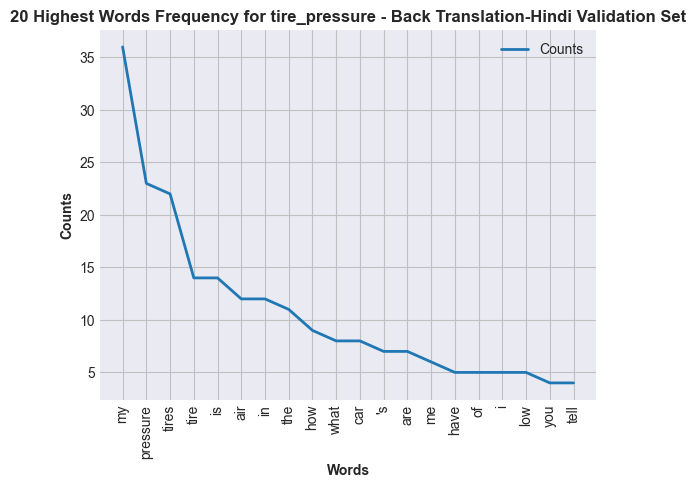 20 Highest Words Frequency for tire_pressure - Back Translation-Hindi Validation Set
Counts
35
30
25
20
15
10
5
Counts
my
pressure
tires
tire
is
air
in
the
how
what
car
's
are
me
have
of
i
low
you
tell
Words